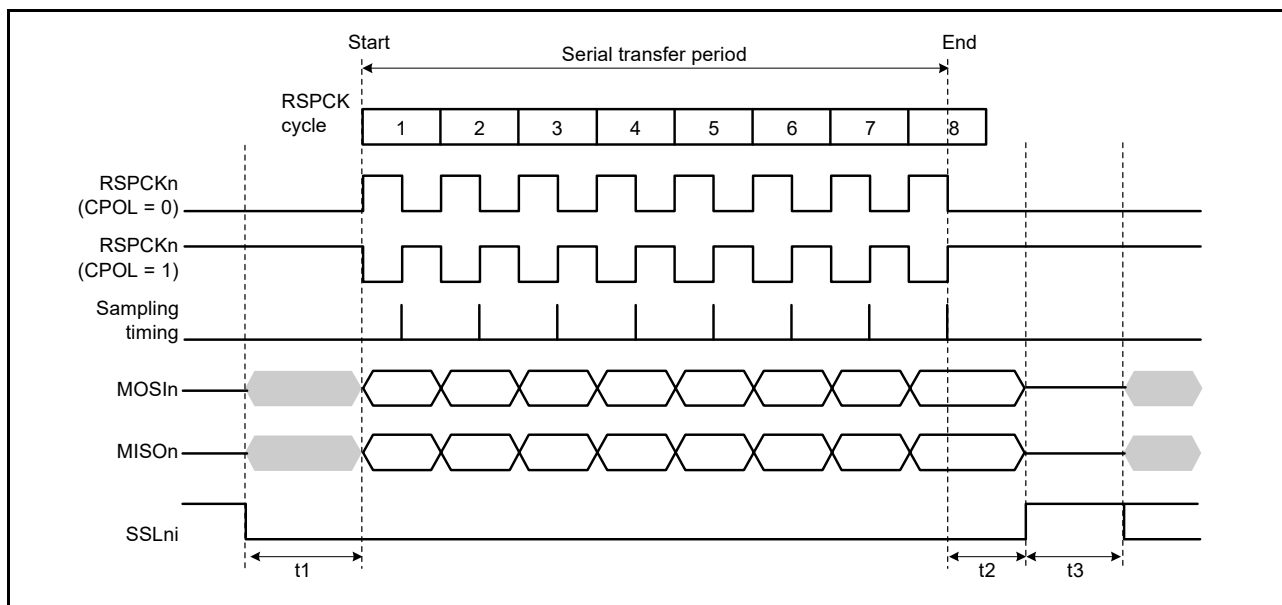 Start
End
Serial transfer period
RSPCK
cycle
1 2 3 4 5 6 7 8
RSPCKn
(CPOL = 0)
RSPCKn
(CPOL = 1)
Sampling
timing
MOSIn
MISOn
SSLni
t1
t2
t3